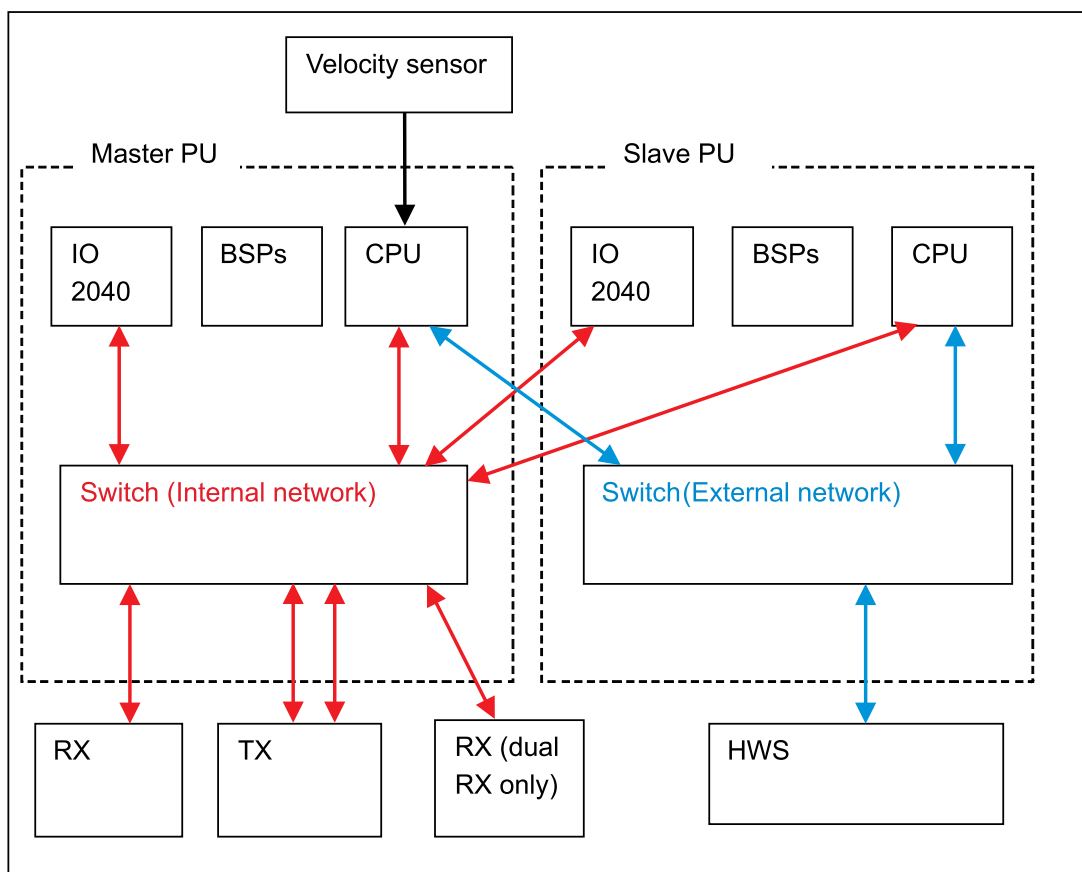 Velocity sensor
Master PU
Slave PU
IO
2040
BSPs
CPU
IO
2040
BSPs
CPU
Switch (Internal network)
Switch(External network)
RX
TX
RX (dual
RX only)
HWS